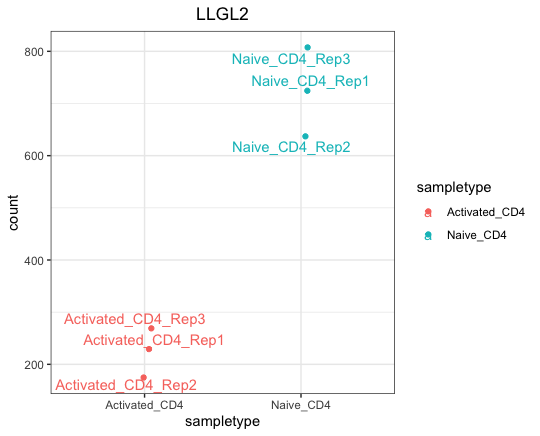 LLGL2
800
600
400
200
count
Naive_CD4_Rep3
Naive_CD4_Rep1
Naive_CD4_Rep2
Activated_CD4_Rep3
Activated_CD4_Rep1
Activated_CD4_Rep2
Activated_CD4
Naive_CD4
sampletype
sampletype
a Activated_CD4
a Naive_CD4